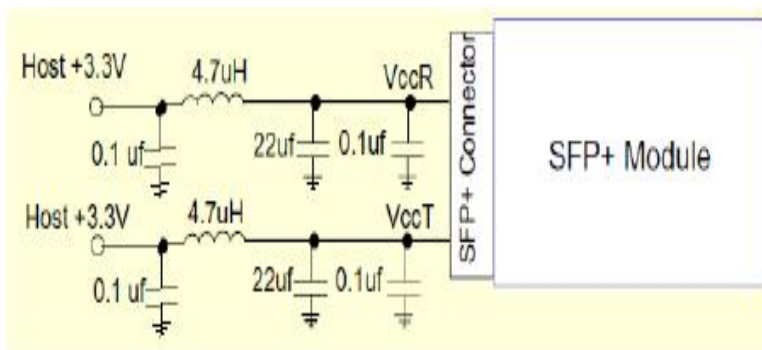 Host +3.3V
4.7uH
VccR
0.1 uf
22uf
0.1uf
Host +3.3V
4.7uH
VccT
0.1 uf
22uf
0.1uf
SFP+ Connector
SFP+ Module